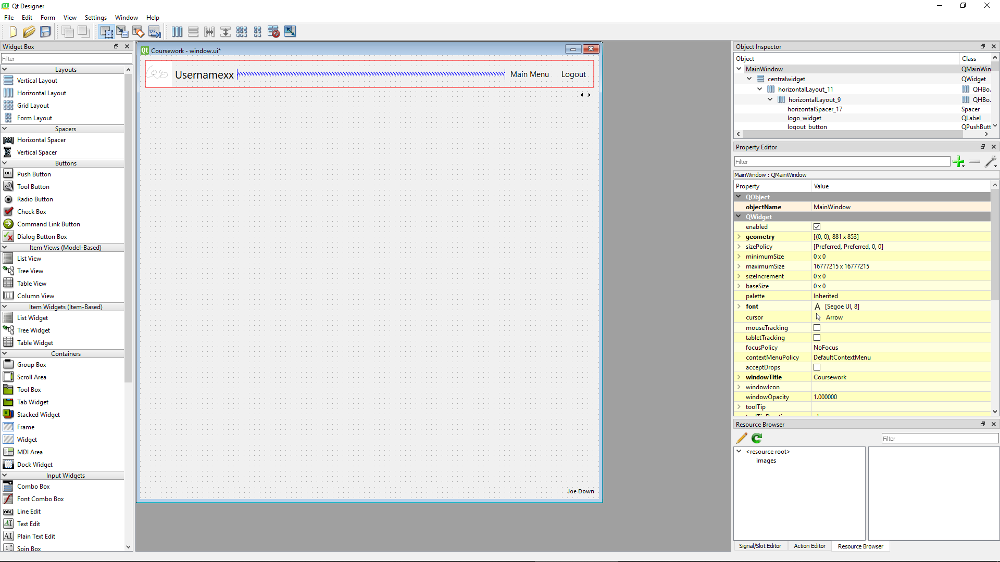 Qt Designer
File Edit Form View Settings Window Help
Widget Box
Filter
Layouts
Vertical Layout
Horizontal Layout
Grid Layout
Form Layout
Spacers
Horizontal Spacer
Vertical Spacer
Buttons
Push Button
Tool Button
Radio Button
Check Box
Command Link Button
Dialog Button Box
Item Views (Model-Based)
List View
Tree View
Table View
Column View
Item Widgets (Item-Based)
List Widget
Tree Widget
Table Widget
Containers
Group Box
Scroll Area
Tool Box
Tab Widget
Stacked Widget
Frame
Widget
MDI Area
Dock Widget
Input Widgets
Combo Box
Font Combo Box
Line Edit
Text Edit
Plain Text Edit
Spin Box
Coursework - window.ui*
Usernamexx Main Menu Logout
Joe Down
Object Inspector
Object Class
MainWindow QMainWin
centralwidget QWidget
horizontalLayout_11 QHBo.
horizontalLayout_9 QHBo.
horizontalSpacer_17 Spacer
logo_widget QLabel
logout_button QPushButt
Property Editor
Filter
MainWindow : QMainWindow
Property Value
QObject
objectName MainWindow
QWidget
enabled
geometry [(0, 0), 881 x 853]
sizePolicy [Preferred, Preferred, 0, 0]
minimumSize 0 x 0
maximumSize 16777215 x 16777215
sizeIncrement 0 x 0
baseSize 0 x 0
palette Inherited
font A [Segoe UI, 8]
cursor Arrow
mouseTracking
tabletTracking
focusPolicy NoFocus
contextMenuPolicy DefaultContextMenu
acceptDrops
windowTitle Coursework
windowIcon
windowOpacity 1.000000
toolTip
Resource Browser
Filter
<resource root>
images
Signal/Slot Editor Action Editor Resource Browser